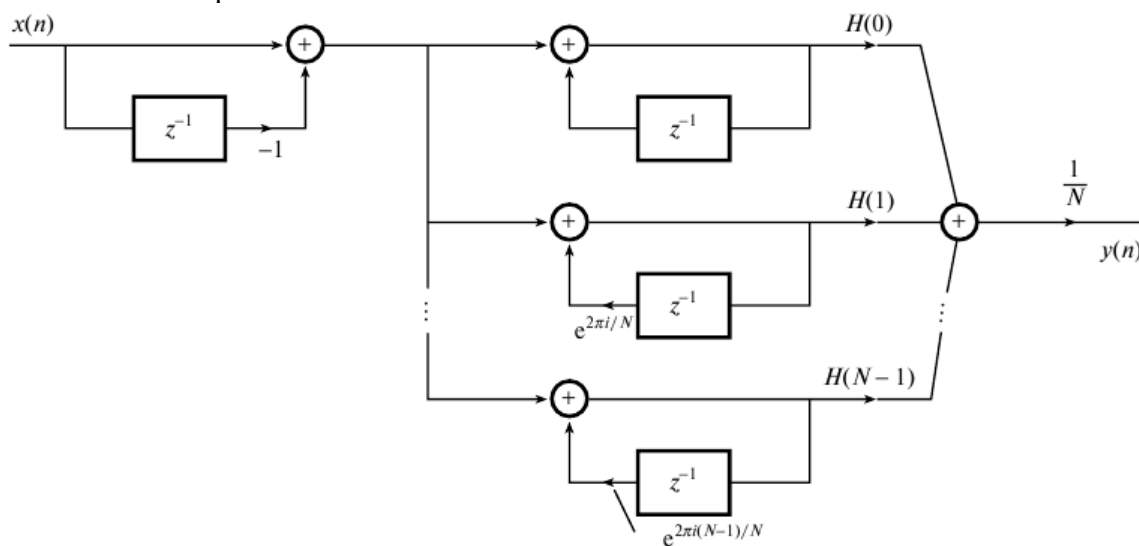 x(n)
H(0)
+
+
z⁻¹
z⁻¹
−1
H(1)
1/N
+
+
y(n)
z⁻¹
e^{2πi/N}
⋮
⋮
H(N − 1)
+
z⁻¹
e^{2πi(N−1)/N}